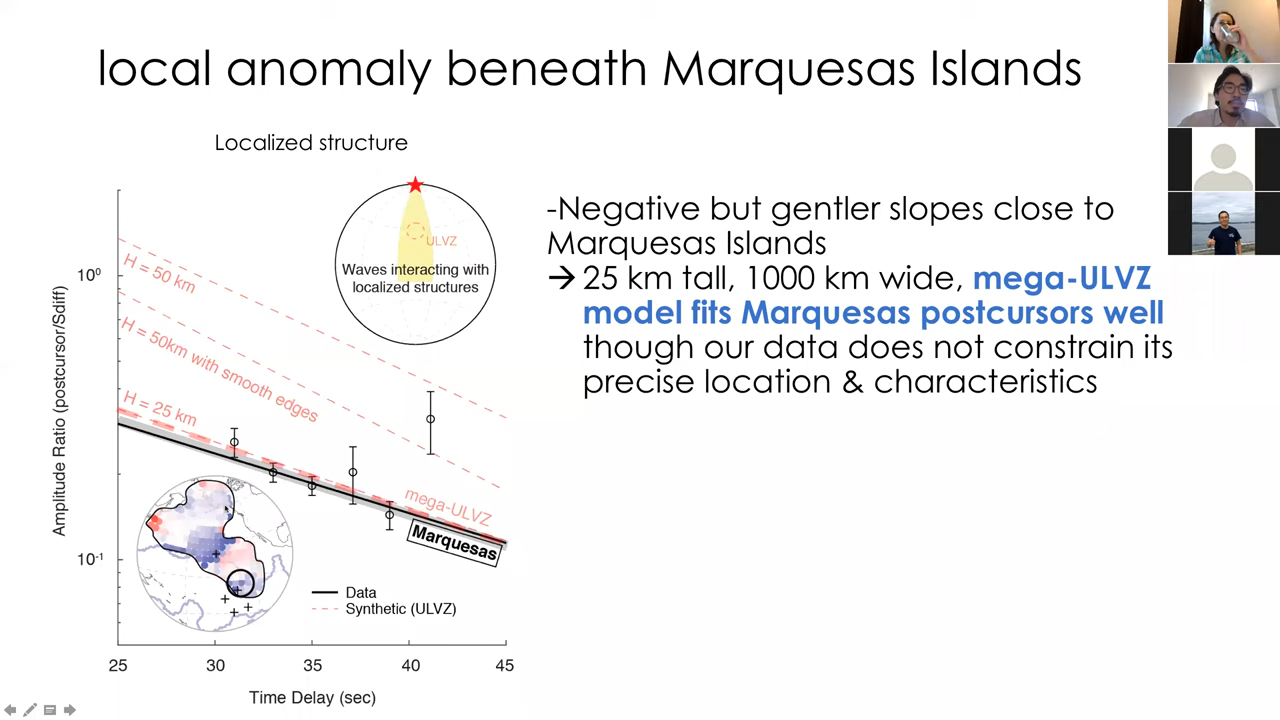 local anomaly beneath Marquesas Islands
Localized structure
ULVZ
Waves interacting with
localized structures
-Negative but gentler slopes close to
Marquesas Islands
→ 25 km tall, 1000 km wide, mega-ULVZ
model fits Marquesas postcursors well
though our data does not constrain its
precise location & characteristics
H = 50 km
H = 50km with smooth edges
H = 25 km
mega-ULVZ
Marquesas
Data
Synthetic (ULVZ)
Amplitude Ratio (postcursor/Sdiff)
10⁰
10⁻¹
25 30 35 40 45
Time Delay (sec)